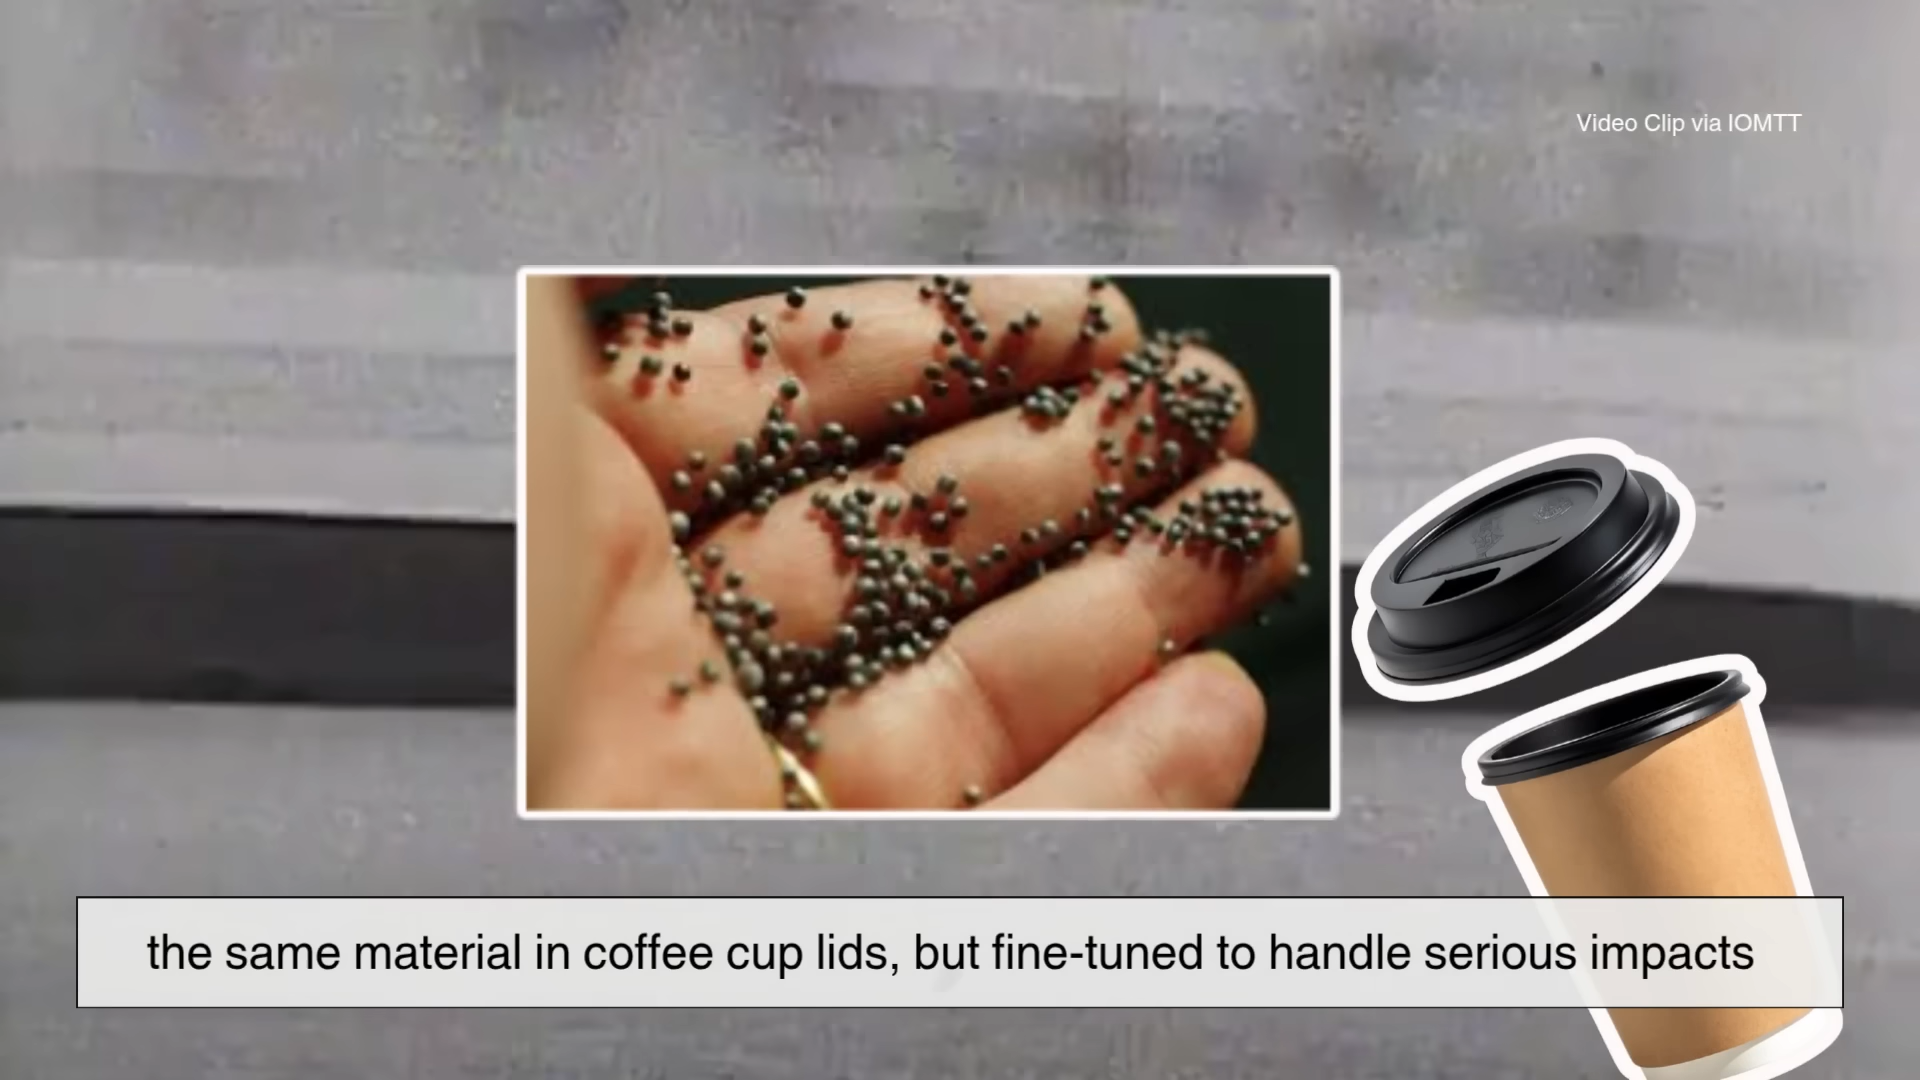 Video Clip via IOMTT
the same material in coffee cup lids, but fine-tuned to handle serious impacts